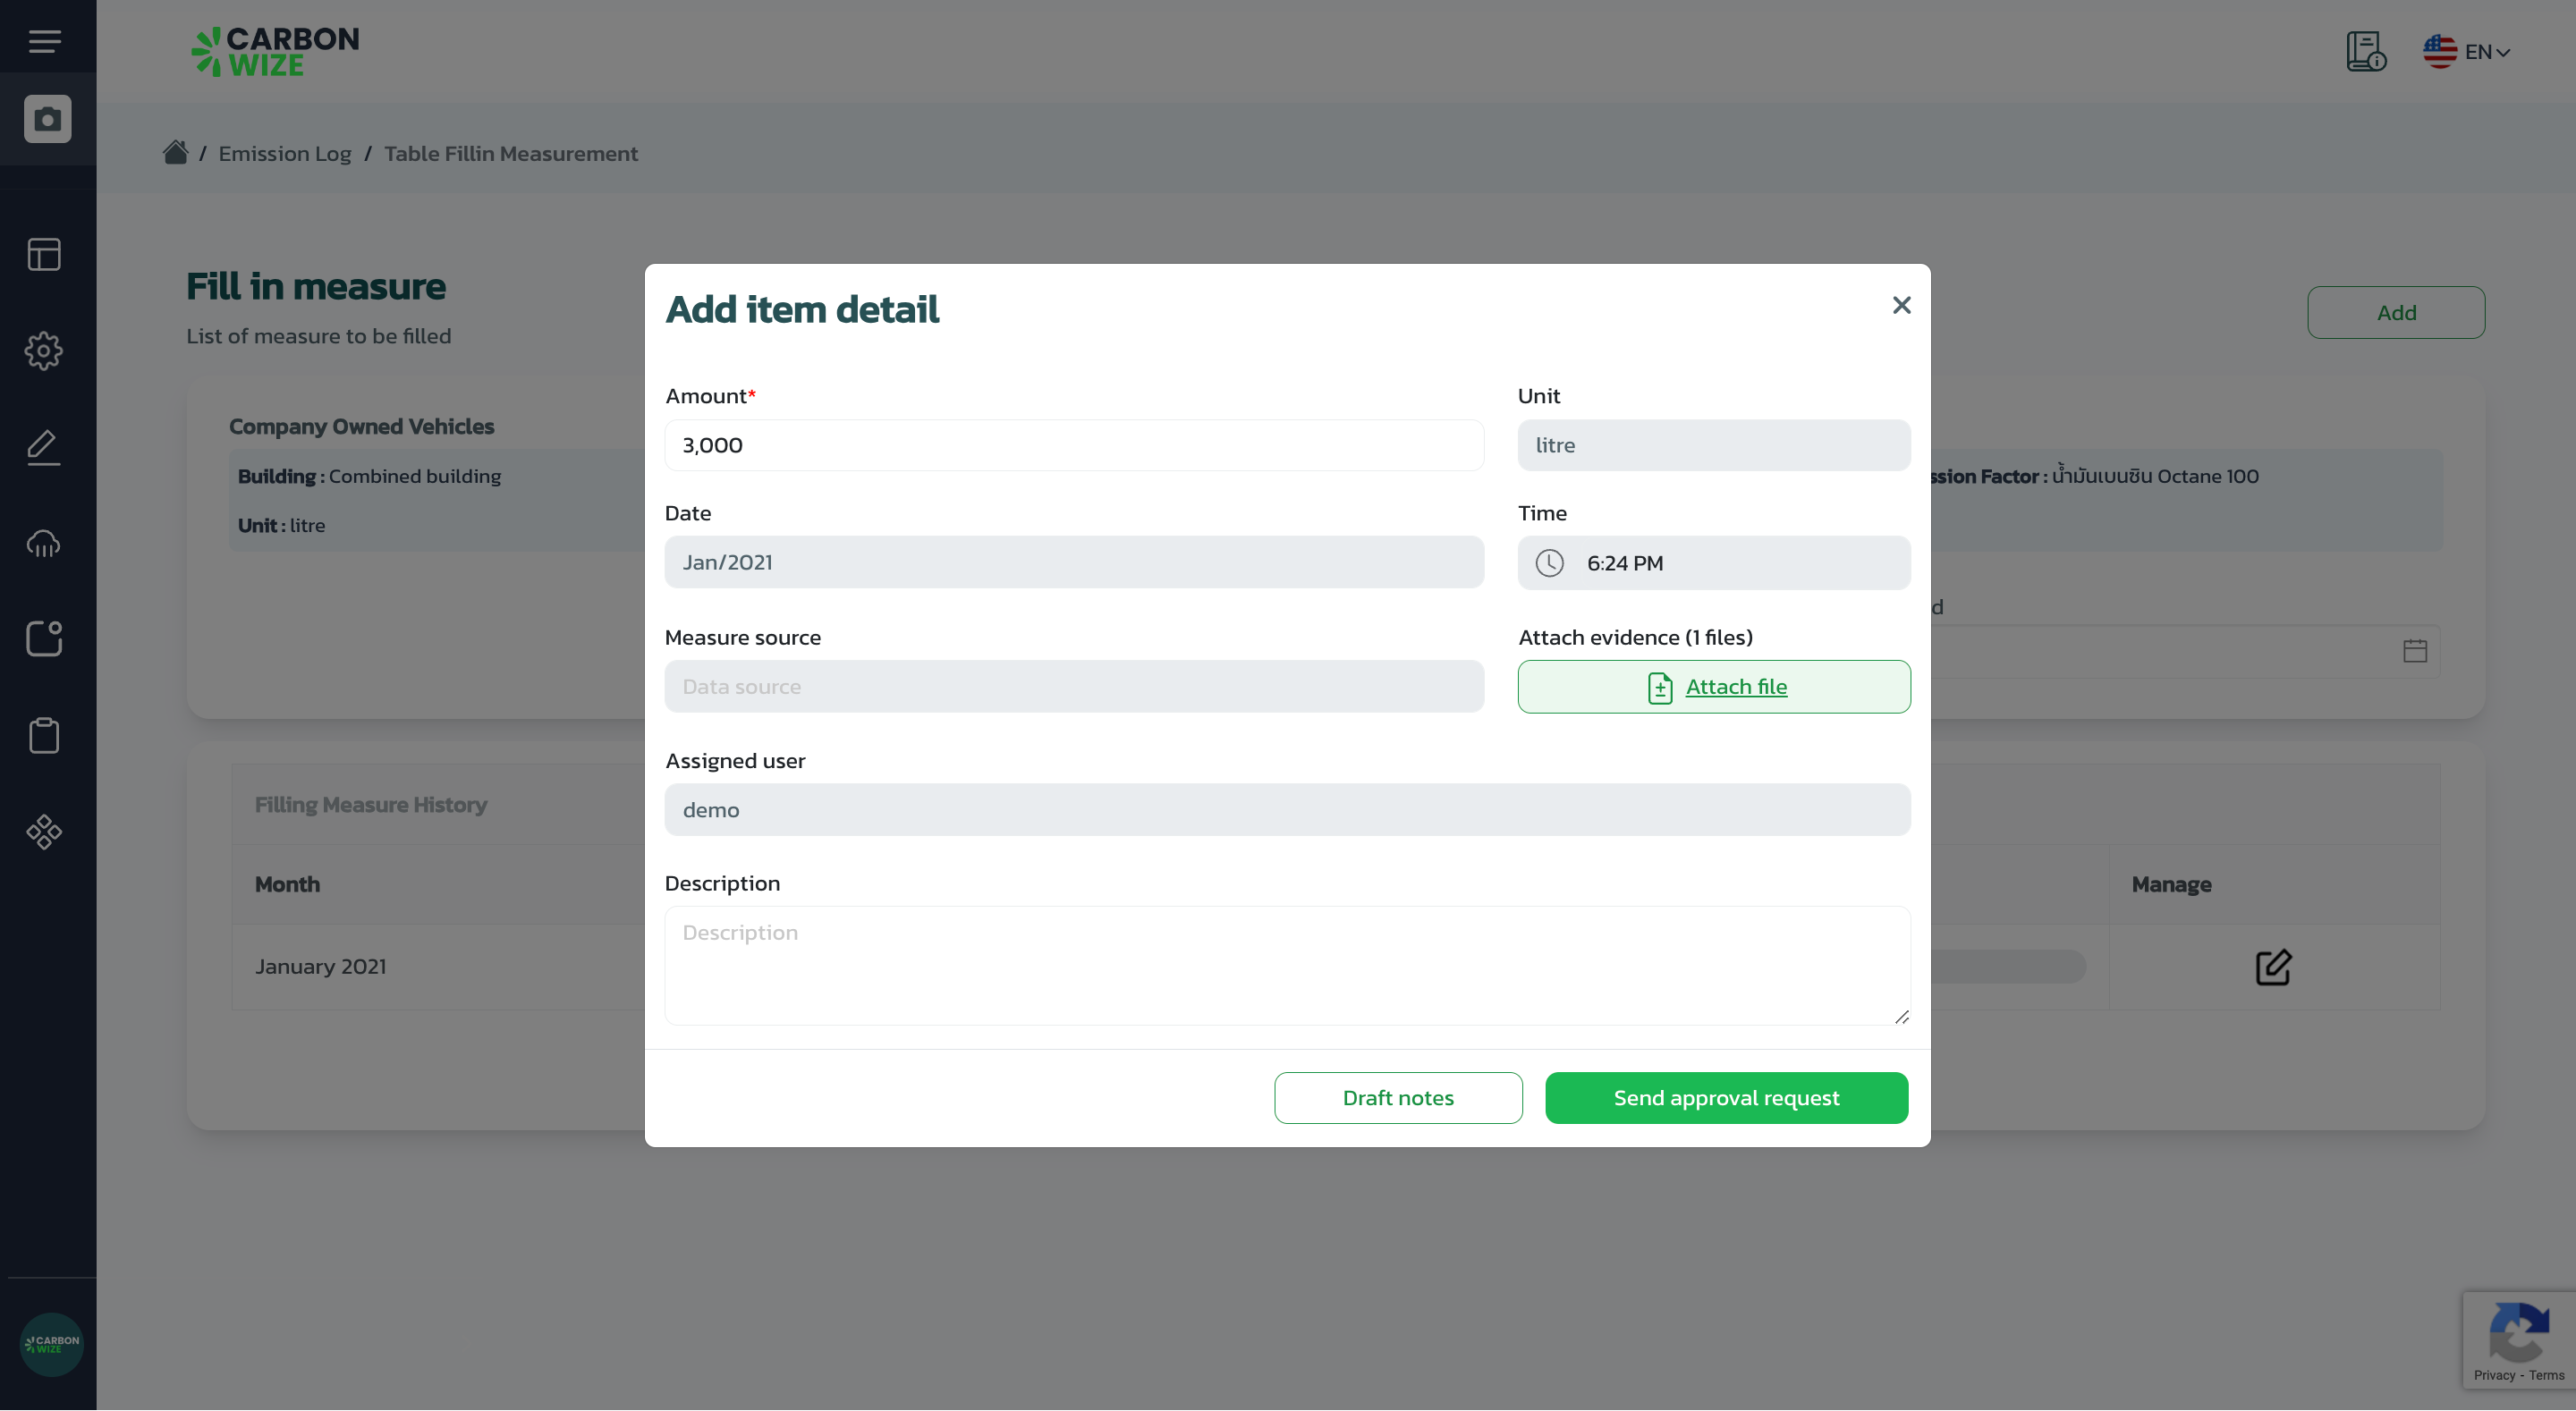 CARBON
WIZE
EN
/ Emission Log / Table Fillin Measurement
Fill in measure
List of measure to be filled
Add
Company Owned Vehicles
Building : Combined building
ssion Factor : น้ำมันเบนซิน Octane 100
Unit : litre
d
Filling Measure History
Month
Manage
January 2021
Add item detail
Amount*
Unit
3,000
litre
Date
Time
Jan/2021
6:24 PM
Measure source
Attach evidence (1 files)
Data source
Attach file
Assigned user
demo
Description
Description
Draft notes
Send approval request
CARBON
WIZE
Privacy - Terms